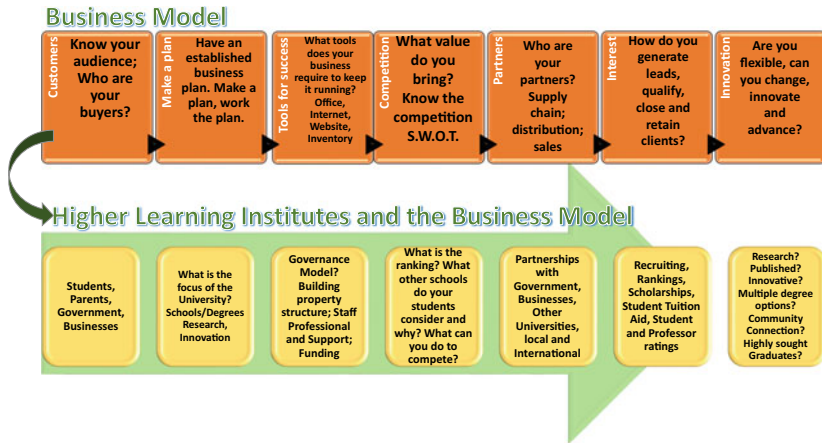 Business Model
Customers
Know your
audience;
Who are
your
buyers?
Make a plan
Have an
established
business
plan. Make a
plan, work
the plan.
Tools for success
What tools
does your
business
require to keep
it running?
Office,
Internet,
Website,
Inventory
Competition
What value
do you
bring?
Know the
competition
S.W.O.T.
Partners
Who are
your
partners?
Supply
chain;
distribution;
sales
Interest
How do you
generate
leads,
qualify,
close and
retain
clients?
Innovation
Are you
flexible, can
you change,
innovate
and
advance?
Higher Learning Institutes and the Business Model
Students,
Parents,
Government,
Businesses
What is the
focus of the
University?
Schools/Degrees
Research,
Innovation
Governance
Model?
Building
property
structure; Staff
Professional
and Support;
Funding
What is the
ranking? What
other schools do
your students
consider and
why? What can
you do to
compete?
Partnerships
with
Government,
Businesses,
Other
Universities,
local and
International
Recruiting,
Rankings,
Scholarships,
Student Tuition
Aid, Student
and Professor
ratings
Research?
Published?
Innovative?
Multiple degree
options?
Community
Connection?
Highly sought
Graduates?